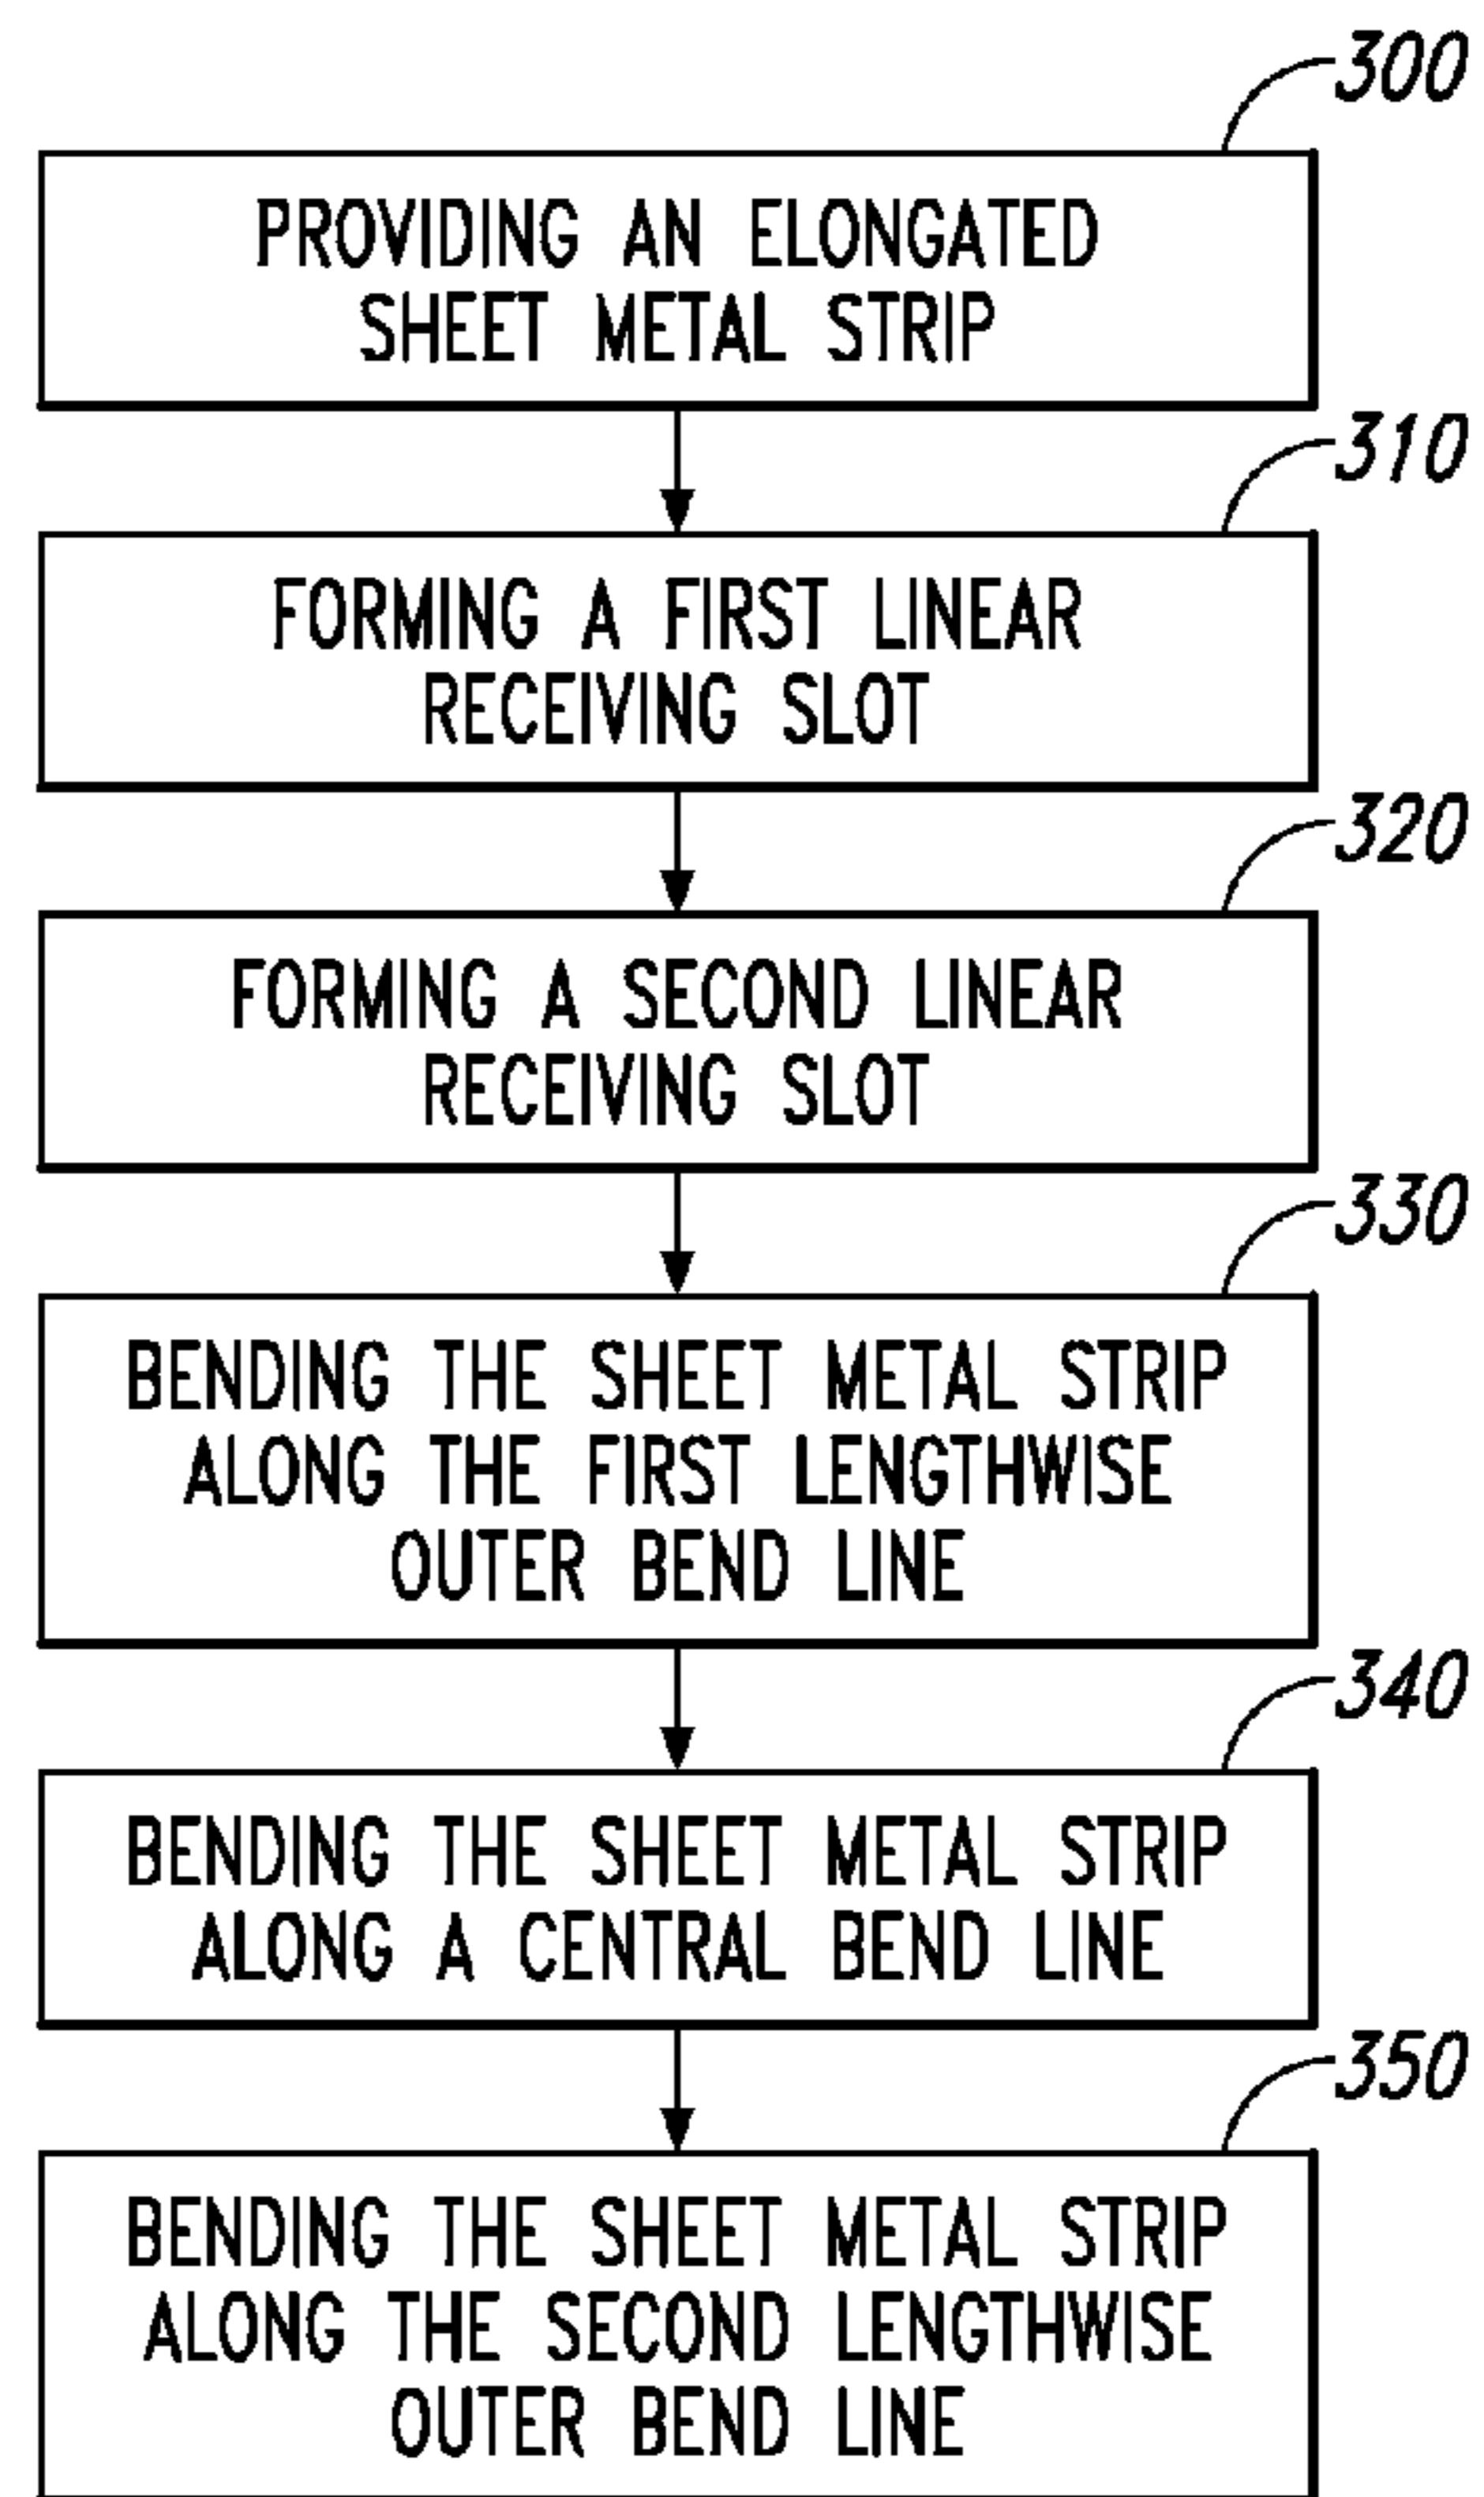 300
PROVIDING AN ELONGATED
SHEET METAL STRIP
310
FORMING A FIRST LINEAR
RECEIVING SLOT
320
FORMING A SECOND LINEAR
RECEIVING SLOT
330
BENDING THE SHEET METAL STRIP
ALONG THE FIRST LENGTHWISE
OUTER BEND LINE
340
BENDING THE SHEET METAL STRIP
ALONG A CENTRAL BEND LINE
350
BENDING THE SHEET METAL STRIP
ALONG THE SECOND LENGTHWISE
OUTER BEND LINE